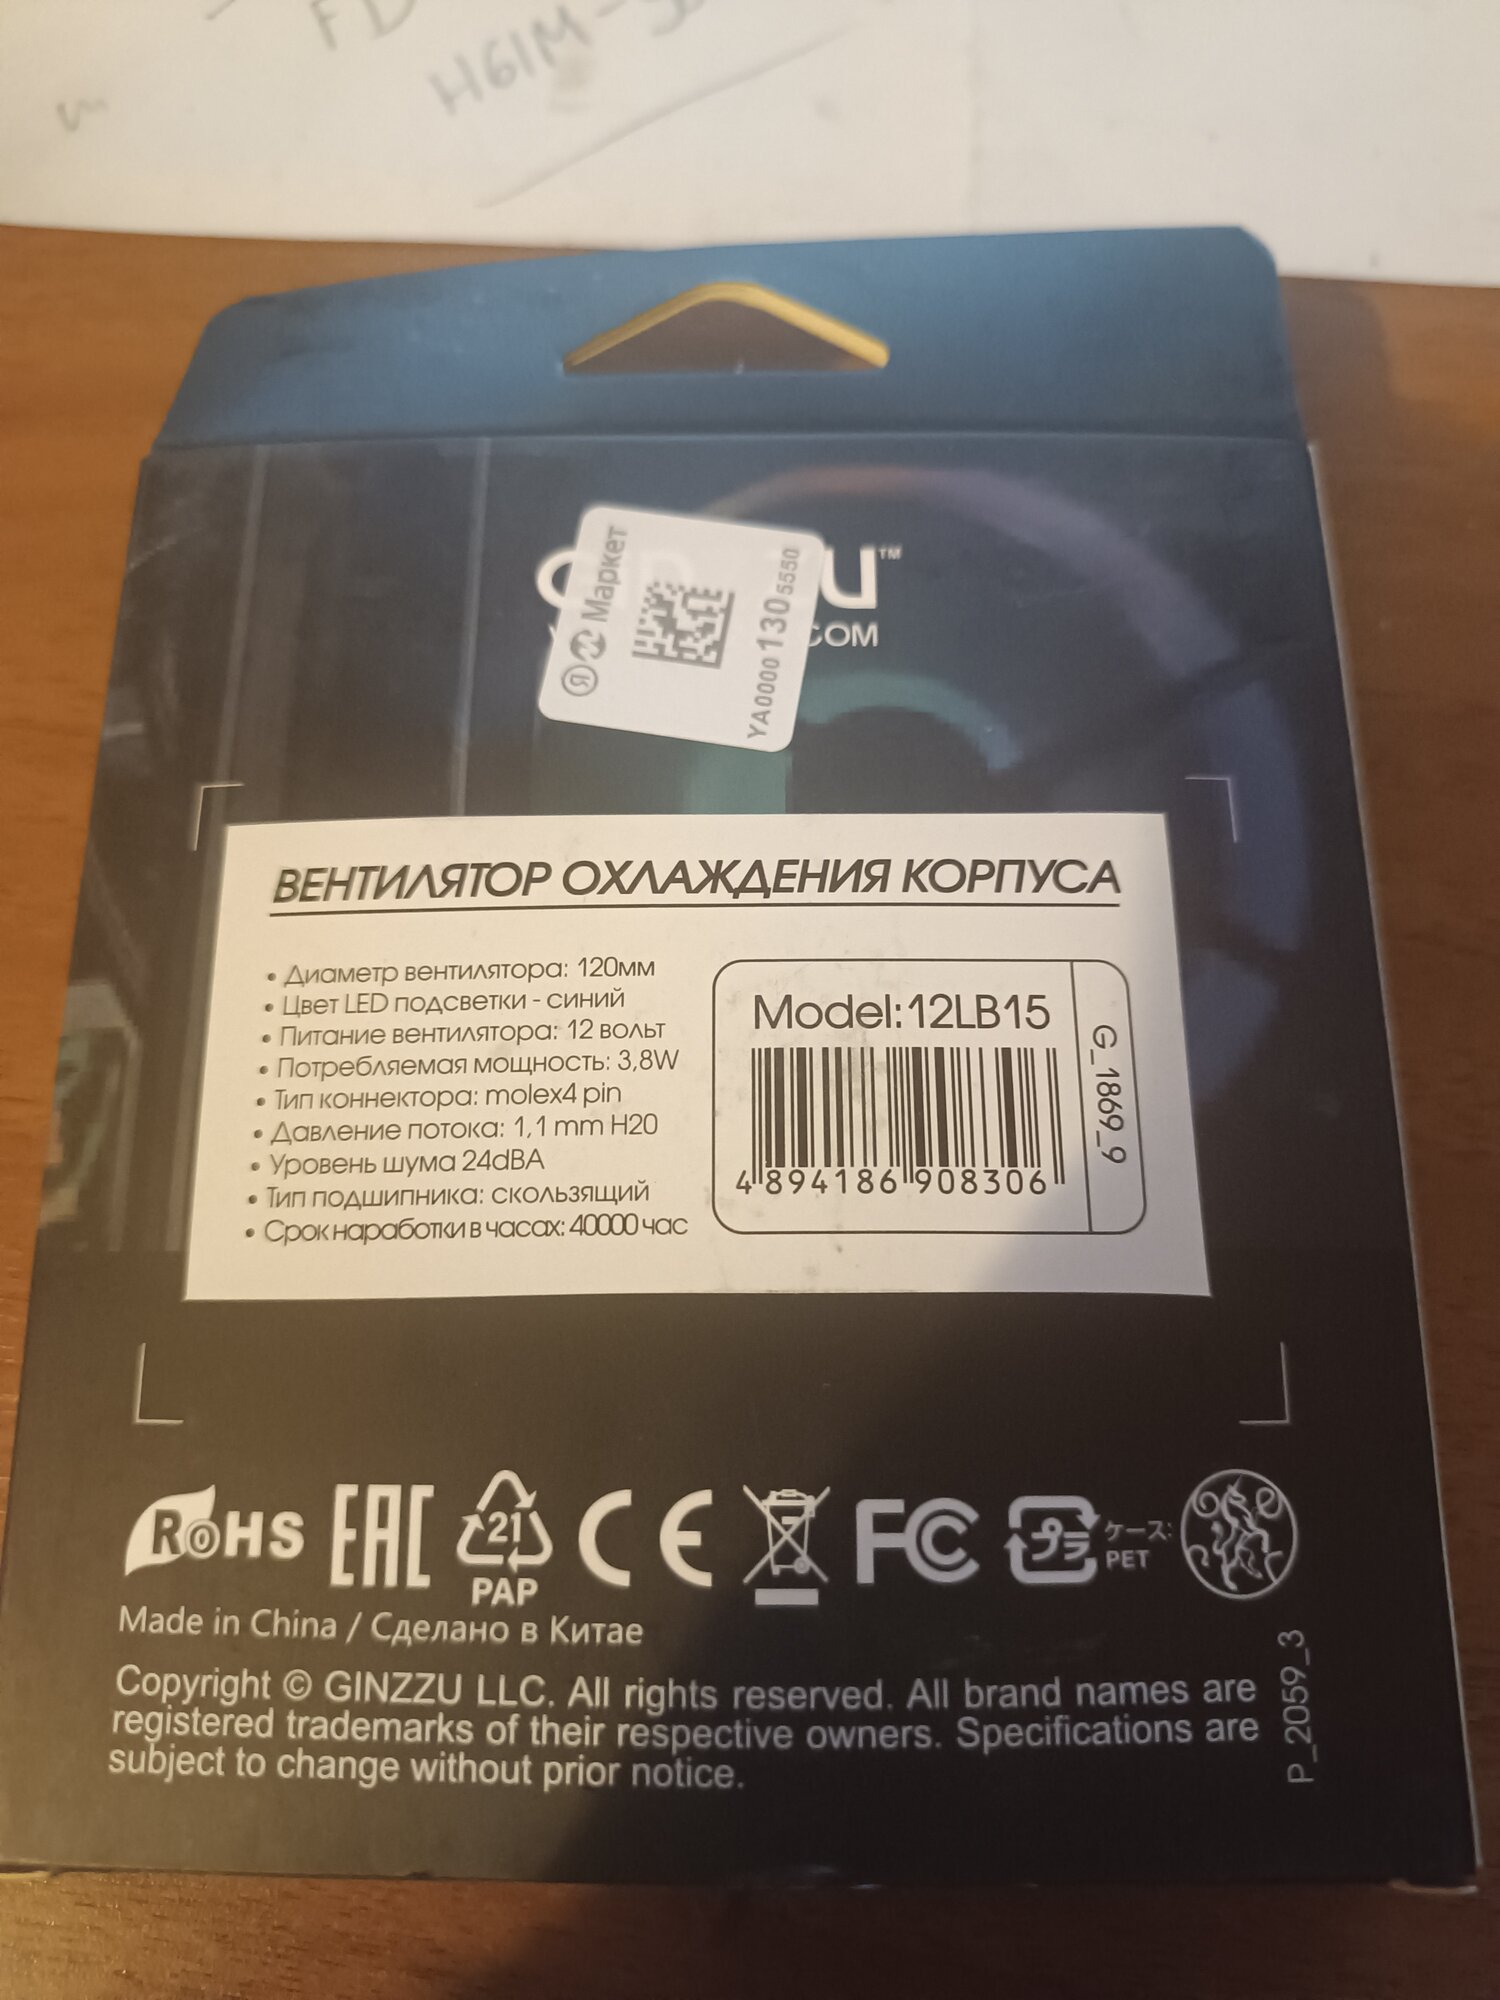 H61M-
Маркет
YA0000 130 5550
u™
COM
ВЕНТИЛЯТОР ОХЛАЖДЕНИЯ КОРПУСА
• Диаметр вентилятора: 120мм
• Цвет LED подсветки - синий
• Питание вентилятора: 12 вольт
• Потребляемая мощность: 3,8W
• Тип коннектора: molex4 pin
• Давление потока: 1,1 mm H20
• Уровень шума 24dBA
• Тип подшипника: скользящий
• Срок наработки в часах: 40000 час
Model:12LB15
4 894186 908306
G_1869_9
RoHS
EAC
21
PAP
CE
FC
プラ
ケース:
PET
Made in China / Сделано в Китае
Copyright © GINZZU LLC. All rights reserved. All brand names are
registered trademarks of their respective owners. Specifications are
subject to change without prior notice.
P_2059_3